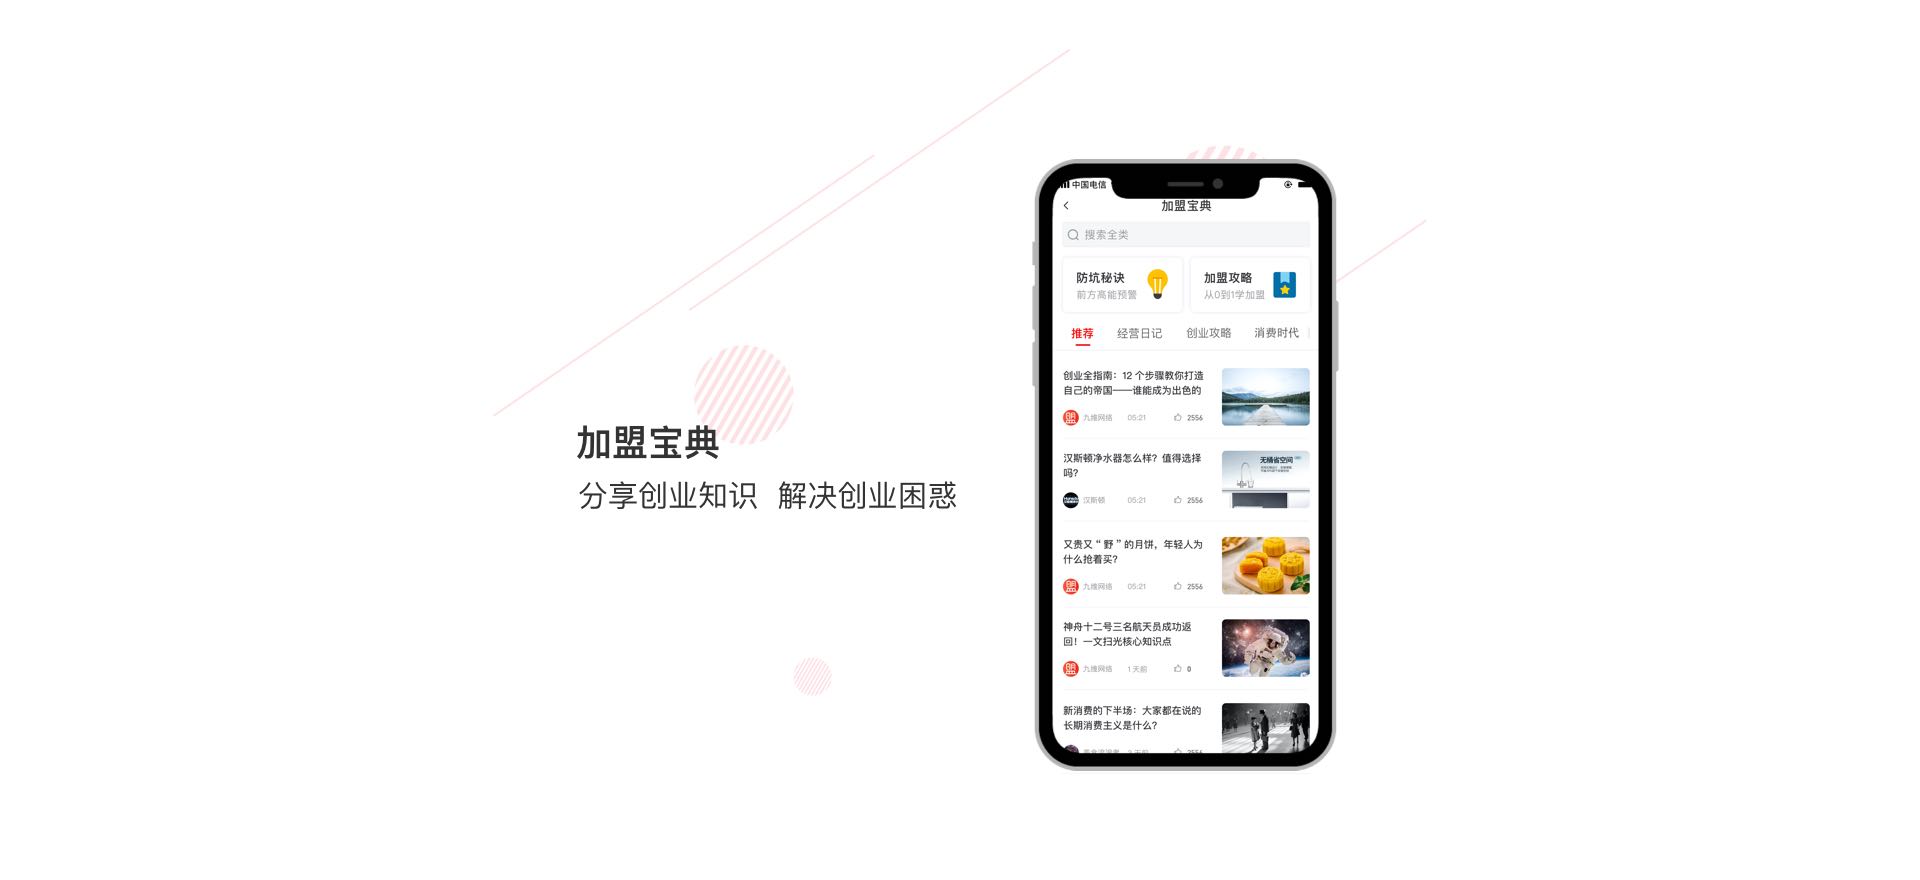 加盟宝典
分享创业知识 解决创业困惑
中国电信
加盟宝典
搜索全类
防坑秘诀
前方高能预警
加盟攻略
从0到1学加盟
推荐 经营日记 创业攻略 消费时代
创业全指南：12 个步骤教你打造
自己的帝国——谁能成为出色的
九维网络 05:21 2556
汉斯顿净水器怎么样？值得选择
吗？
汉斯顿 05:21 2556
无桶省空间
又贵又“野”的月饼，年轻人为
什么抢着买？
九维网络 05:21 2556
神舟十二号三名航天员成功返
回！一文扫光核心知识点
九维网络 1 天前 0
新消费的下半场：大家都在说的
长期消费主义是什么？